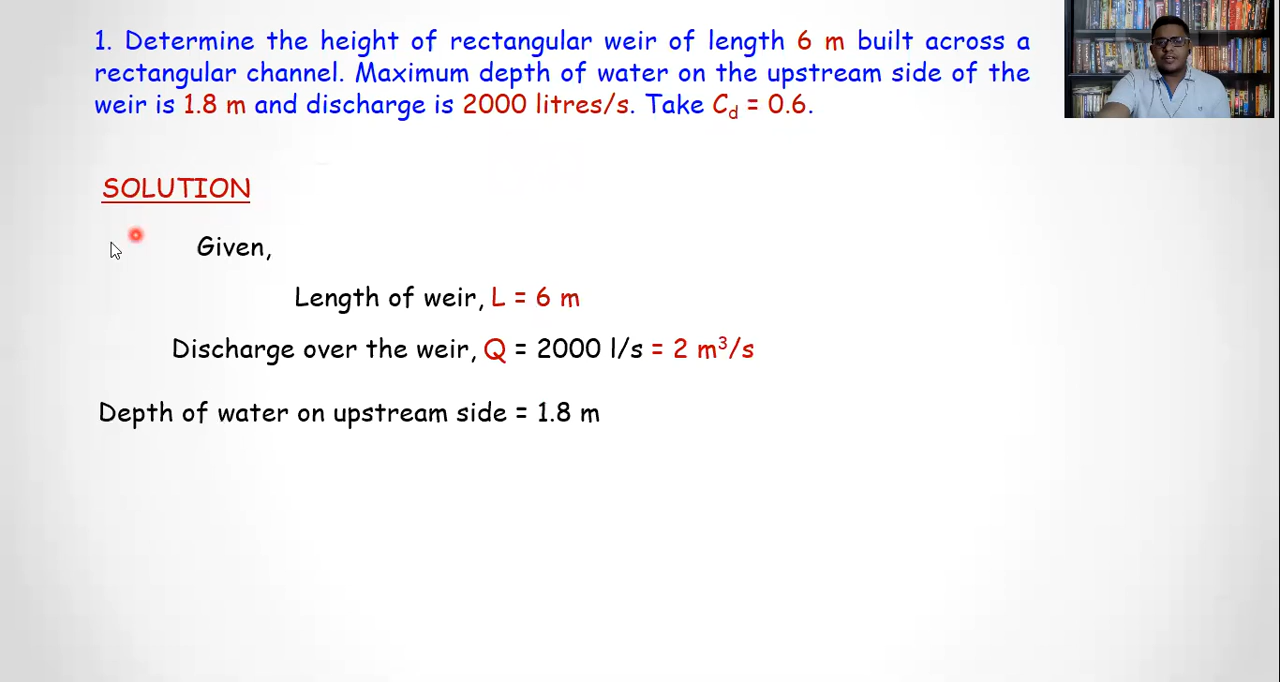 1. Determine the height of rectangular weir of length 6 m built across a
rectangular channel. Maximum depth of water on the upstream side of the
weir is 1.8 m and discharge is 2000 litres/s. Take C_d = 0.6.
SOLUTION
Given,
Length of weir, L = 6 m
Discharge over the weir, Q = 2000 l/s = 2 m³/s
Depth of water on upstream side = 1.8 m